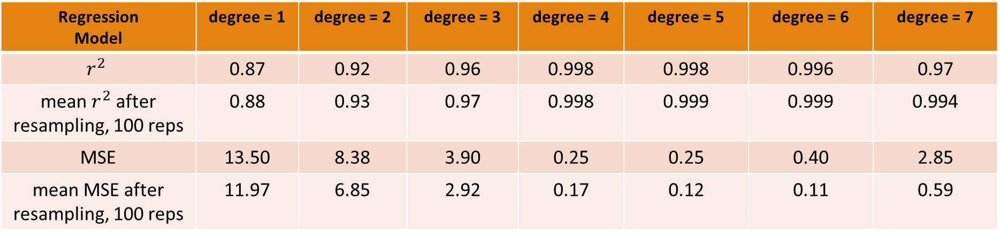 Regression degree = 1 degree = 2 degree = 3 degree = 4 degree = 5 degree = 6 degree = 7
Model
r² 0.87 0.92 0.96 0.998 0.998 0.996 0.97
mean r² after 0.88 0.93 0.97 0.998 0.999 0.999 0.994
resampling, 100 reps
MSE 13.50 8.38 3.90 0.25 0.25 0.40 2.85
mean MSE after 11.97 6.85 2.92 0.17 0.12 0.11 0.59
resampling, 100 reps